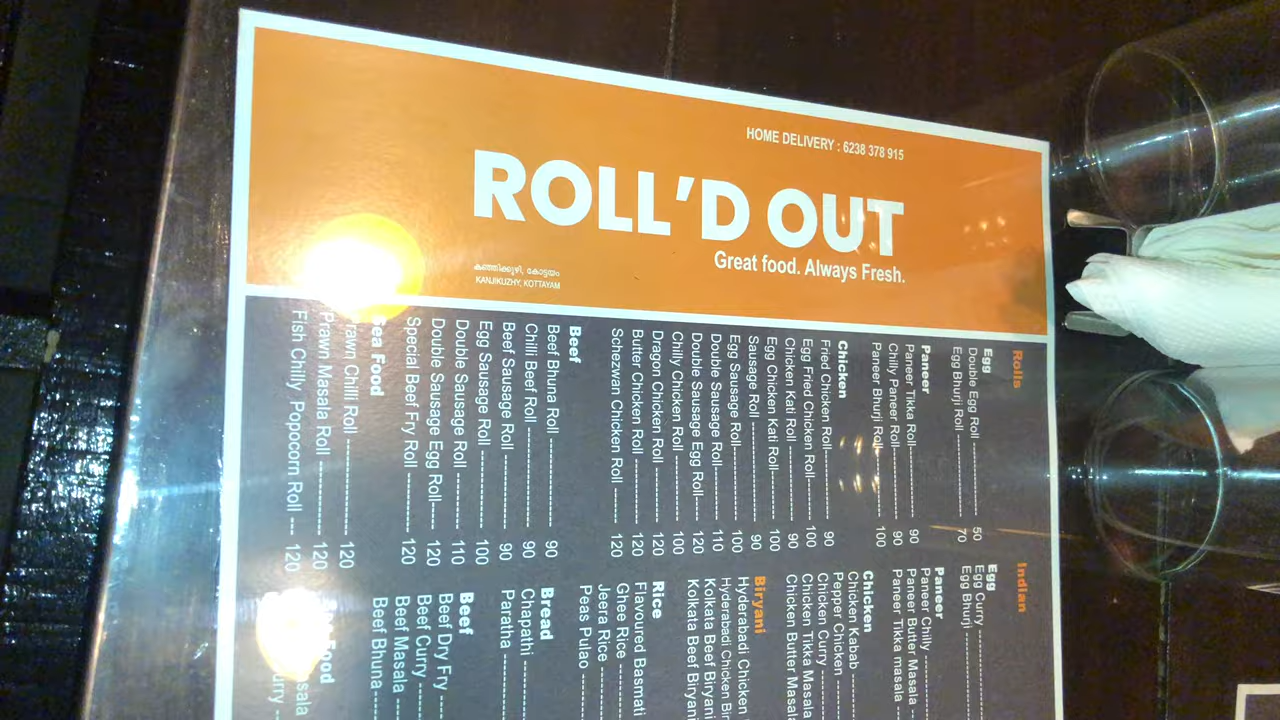 HOME DELIVERY : 6238 378 915
ROLL'D OUT
Great food. Always Fresh.
കഞ്ഞിക്കുഴി, കോട്ടയം
KANJIKUZHY, KOTTAYAM
Rolls
Egg
Double Egg Roll 50
Egg Bhurji Roll 70
Paneer
Paneer Tikka Roll 90
Chilly Paneer Roll 90
Paneer Bhurji Roll 100
Chicken
Fried Chicken Roll 90
Egg Fried Chicken Roll 100
Chicken Kati Roll 90
Egg Chicken Kati Roll 100
Sausage Roll 90
Egg Sausage Roll 100
Double Sausage Roll 110
Double Sausage Egg Roll 120
Chilly Chicken Roll 100
Dragon Chicken Roll 120
Butter Chicken Roll 120
Schezwan Chicken Roll 120
Beef
Beef Bhuna Roll 90
Chilli Beef Roll 90
Beef Sausage Roll 90
Egg Sausage Roll 100
Double Sausage Roll 110
Double Sausage Egg Roll 120
Special Beef Fry Roll 120
Sea Food
Prawn Chilli Roll 120
Prawn Masala Roll 120
Fish Chilly Popocorn Roll 120
Indian
Egg
Egg Curry
Egg Bhurji
Paneer
Paneer Chilly
Paneer Butter Masala
Paneer Tikka masala
Chicken
Chicken Kabab
Pepper Chicken
Chicken Curry
Chicken Tikka Masala
Chicken Butter Masala
Biryani
Hyderabadi Chicken
Hyderabadi Chicken Bir
Kolkata Beef Biryani
Kolkata Beef Biryani
Rice
Flavoured Basmati
Ghee Rice
Jeera Rice
Peas Pulao
Bread
Chapathi
Paratha
Beef
Beef Dry Fry
Beef Curry
Beef Masala
Beef Bhuna
Food